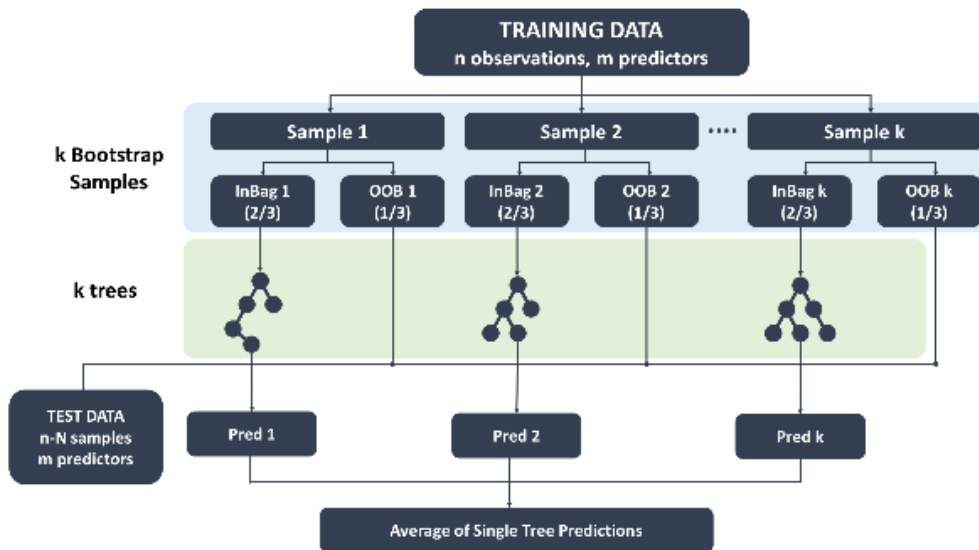 TRAINING DATA
n observations, m predictors
Sample 1
Sample 2
....
Sample k
k Bootstrap
Samples
InBag 1
(2/3)
OOB 1
(1/3)
InBag 2
(2/3)
OOB 2
(1/3)
InBag k
(2/3)
OOB k
(1/3)
k trees
TEST DATA
n-N samples
m predictors
Pred 1
Pred 2
Pred k
Average of Single Tree Predictions